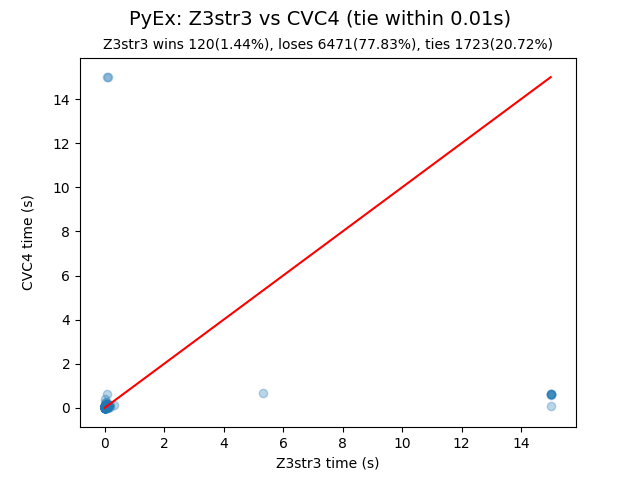 PyEx: Z3str3 vs CVC4 (tie within 0.01s)
Z3str3 wins 120(1.44%), loses 6471(77.83%), ties 1723(20.72%)
CVC4 time (s)
14
12
10
8
6
4
2
0
0 2 4 6 8 10 12 14
Z3str3 time (s)